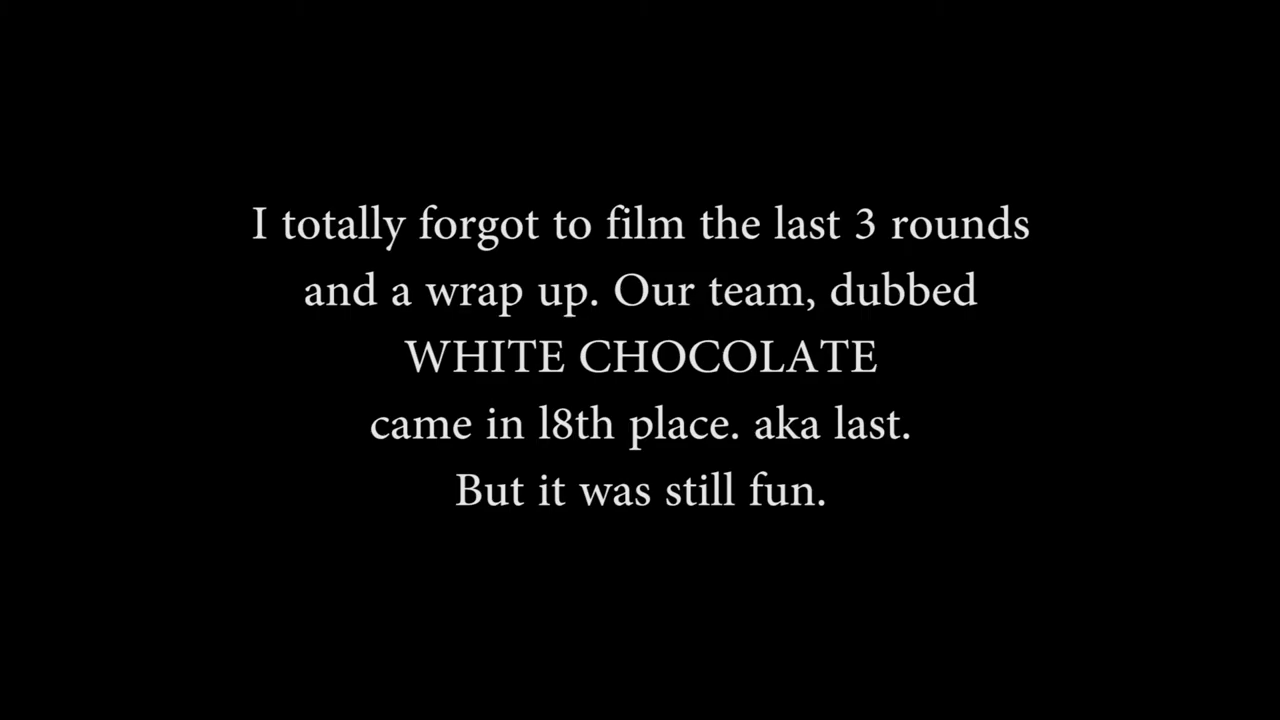 I totally forgot to film the last 3 rounds
and a wrap up. Our team, dubbed
WHITE CHOCOLATE
came in l8th place. aka last.
But it was still fun.